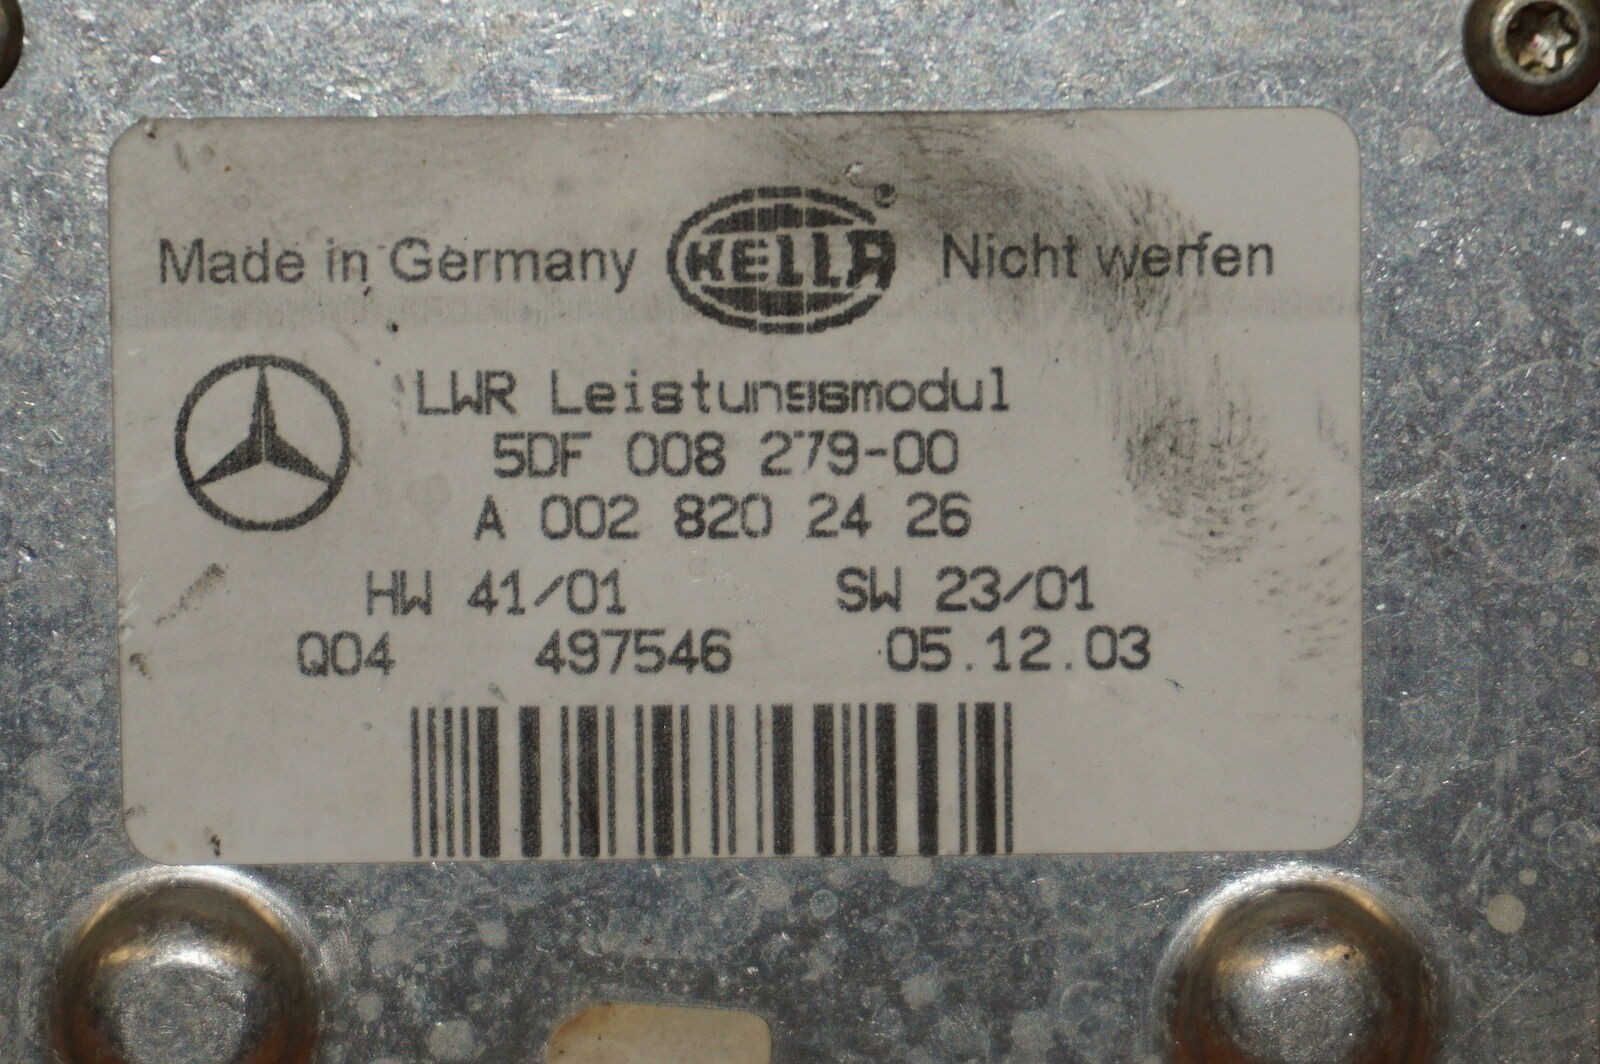 Made in Germany HELLA ® Nicht werfen
LWR Leistungsmodul
5DF 008 279-00
A 002 820 24 26
HW 41/01 SW 23/01
Q04 497546 05.12.03